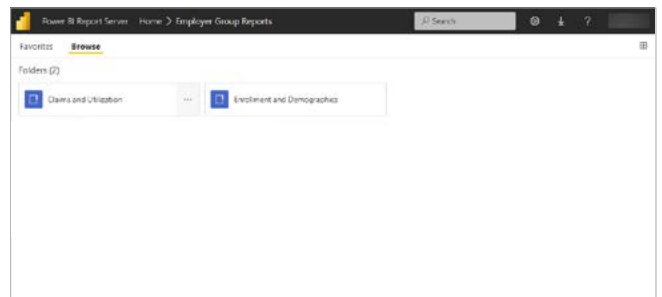 Power BI Report Server Home > Employer Group Reports Search ?
Favorites Browse
Folders (2)
Claims and Utilization ... Enrollment and Demographics